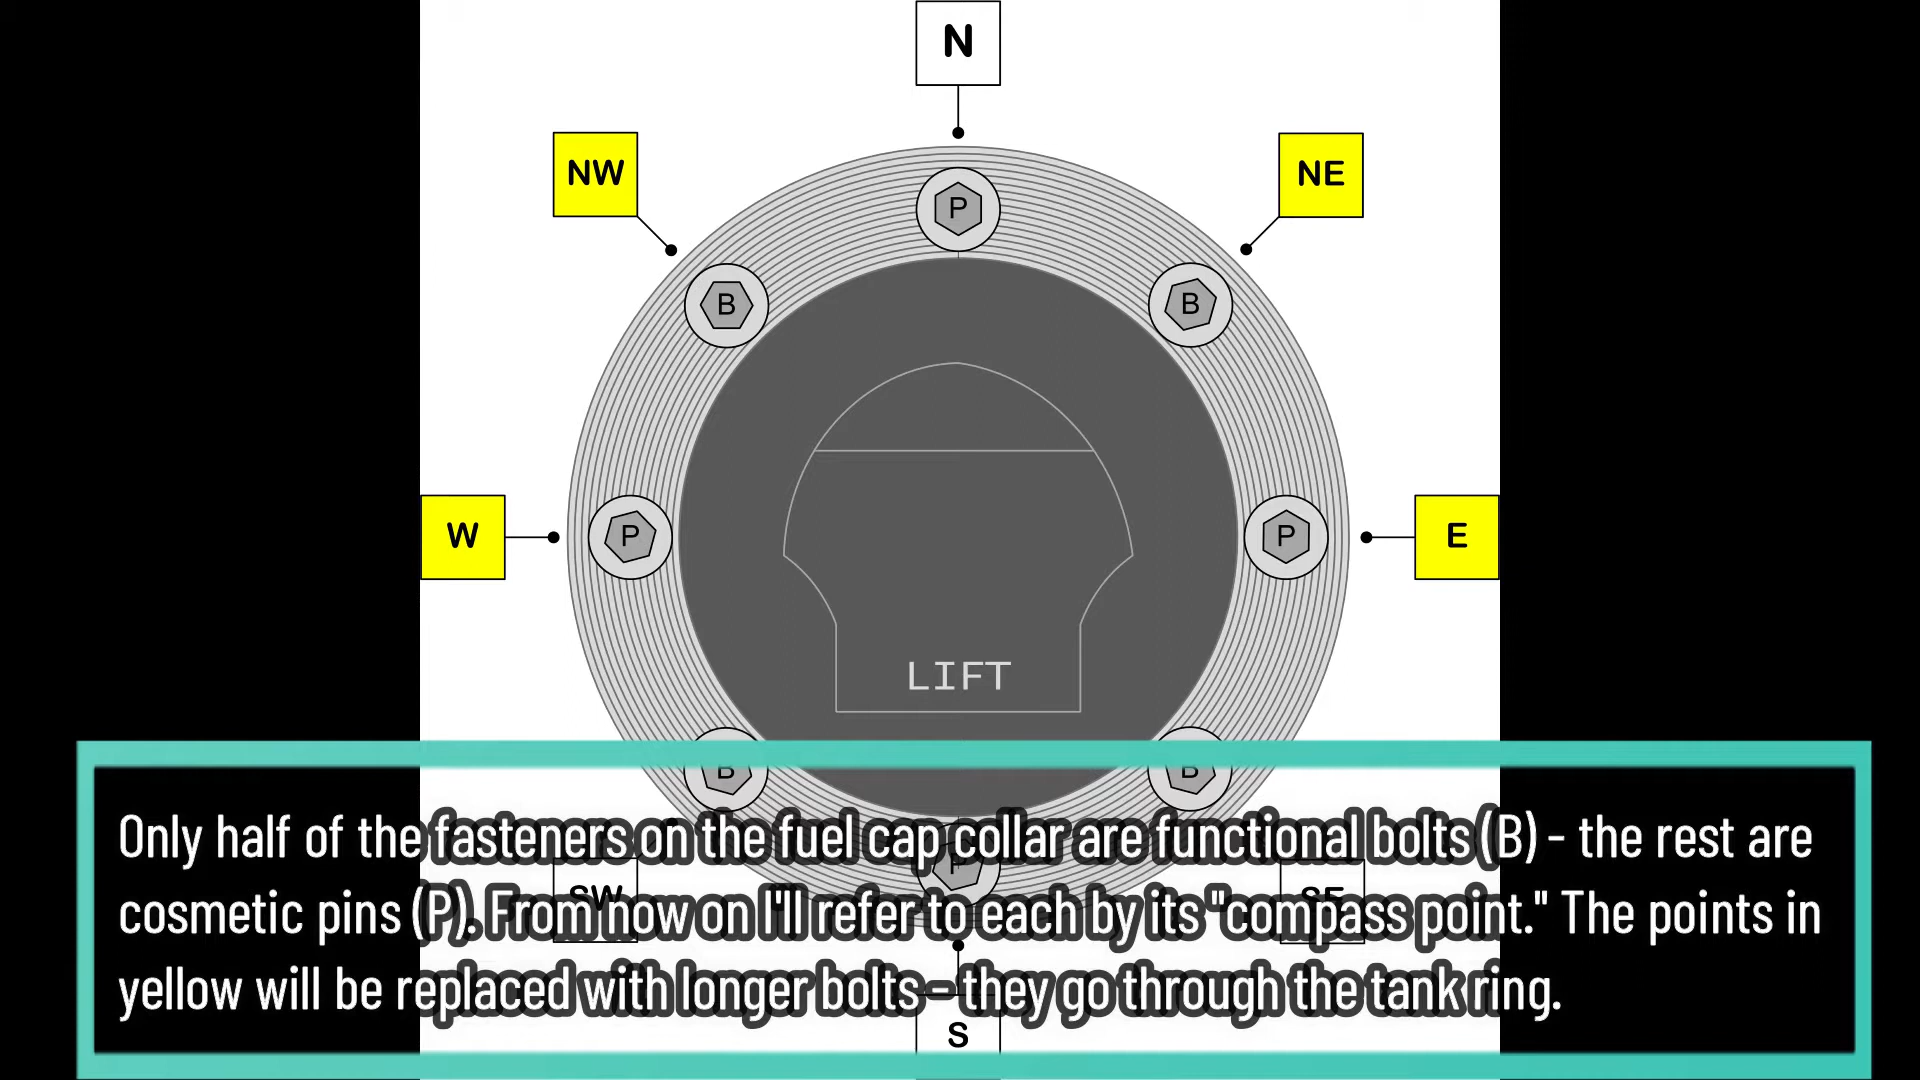 N
NW
NE
P
B
B
W
P
P
E
LIFT
B
B
Only half of the fasteners on the fuel cap collar are functional bolts (B) - the rest are
cosmetic pins (P). From now on I'll refer to each by its "compass point." The points in
yellow will be replaced with longer bolts - they go through the tank ring.
P
SW
SE
S